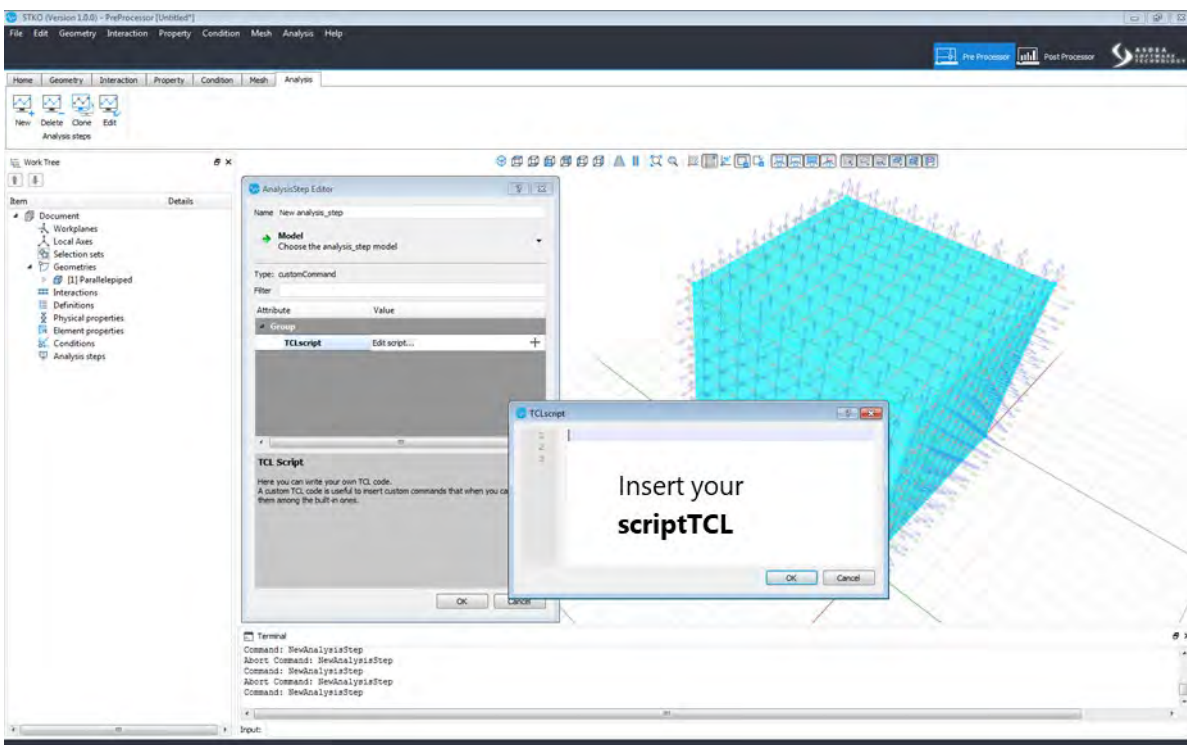 STKO (Version 1.0.0) - PreProcessor [Untitled*]
File Edit Geometry Interaction Property Condition Mesh Analysis Help
Pre Processor Post Processor
ASDEA
SOFTWARE
TECHNOLOGY
Home Geometry Interaction Property Condition Mesh Analysis
New Delete Clone Edit
Analysis steps
Work Tree
Item Details
Document
Workplanes
Local Axes
Selection sets
Geometries
[1] Parallelepiped
Interactions
Definitions
Physical properties
Element properties
Conditions
Analysis steps
AnalysisStep Editor
Name New analysis_step
Model
Choose the analysis_step model
Type: customCommand
Filter
Attribute Value
Group
TCLscript Edit script...
TCL Script
Here you can write your own TCL code.
A custom TCL code is useful to insert custom commands that when you ca
them among the built-in ones.
OK Cancel
TCLscript
Insert your
scriptTCL
OK Cancel
Terminal
Command: NewAnalysisStep
Abort Command: NewAnalysisStep
Command: NewAnalysisStep
Abort Command: NewAnalysisStep
Command: NewAnalysisStep
Input: